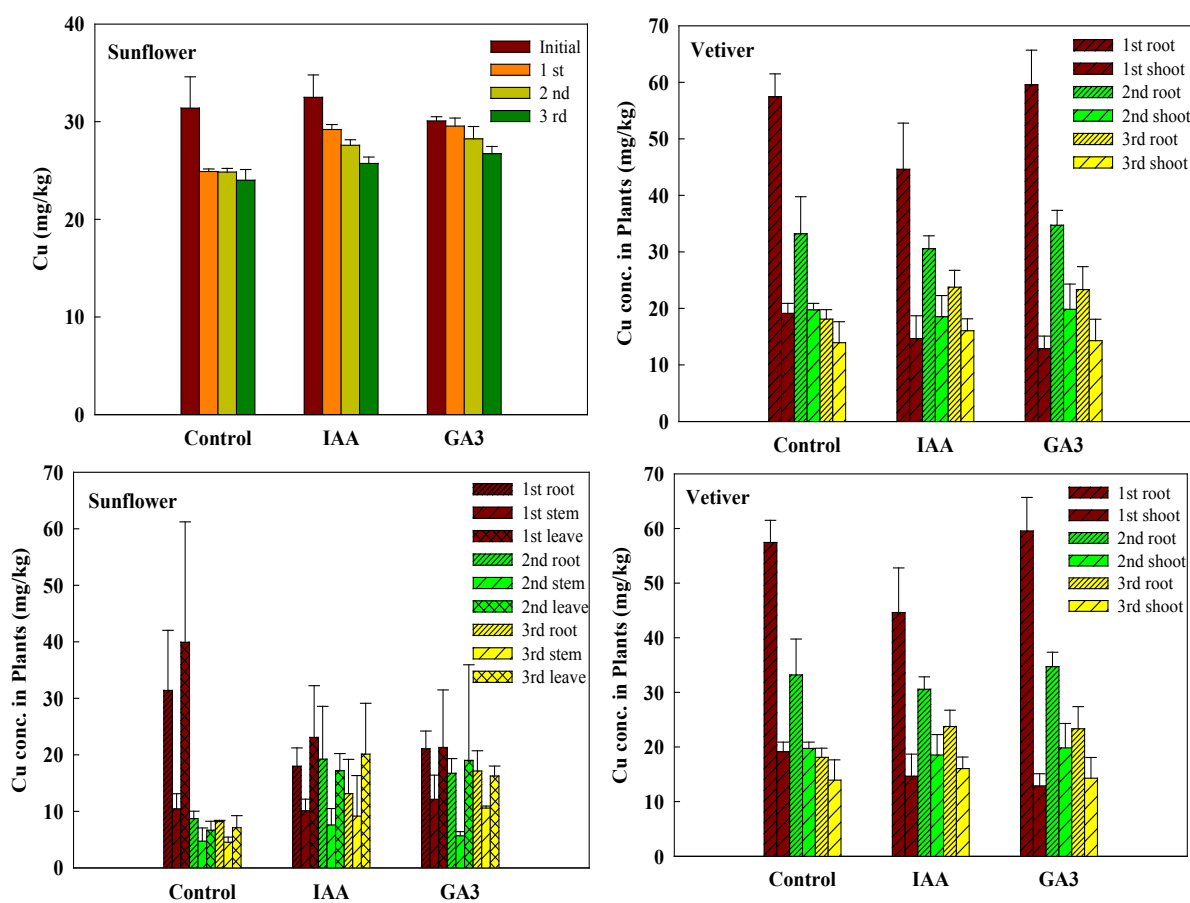 Sunflower
Initial
1 st
2 nd
3 rd
Cu (mg/kg)
40
30
20
10
0
Control IAA GA3
Vetiver
1st root
1st shoot
2nd root
2nd shoot
3rd root
3rd shoot
Cu conc. in Plants (mg/kg)
70
60
50
40
30
20
10
0
Control IAA GA3
Sunflower
1st root
1st stem
1st leave
2nd root
2nd stem
2nd leave
3rd root
3rd stem
3rd leave
Cu conc. in Plants (mg/kg)
70
60
50
40
30
20
10
0
Control IAA GA3
Vetiver
1st root
1st shoot
2nd root
2nd shoot
3rd root
3rd shoot
Cu conc. in Plants (mg/kg)
70
60
50
40
30
20
10
0
Control IAA GA3